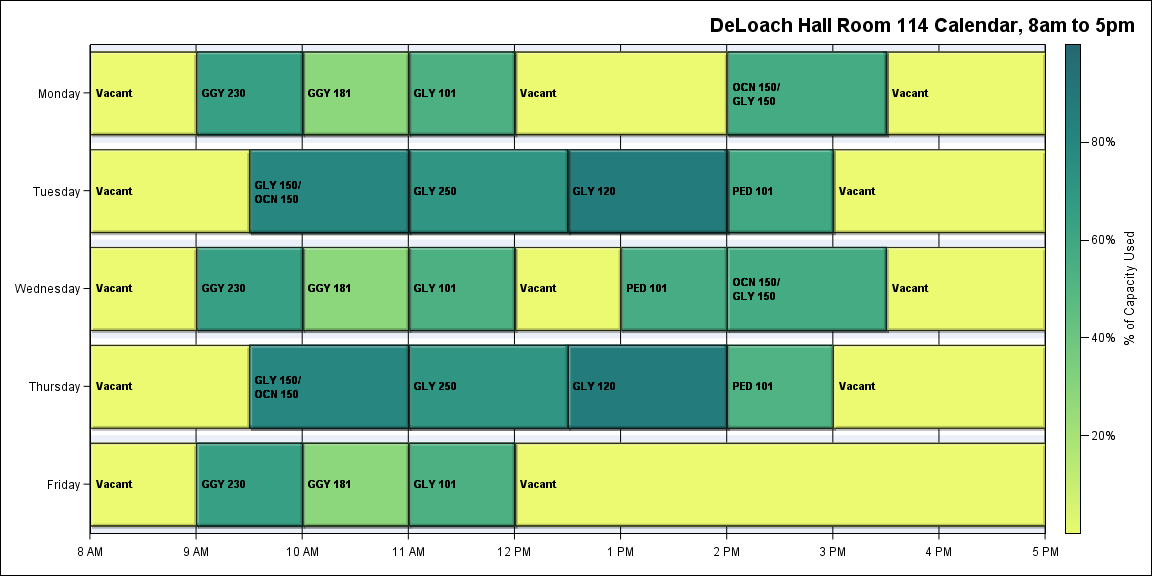 DeLoach Hall Room 114 Calendar, 8am to 5pm
Monday
Vacant
GGY 230
GGY 181
GLY 101
Vacant
OCN 150/
GLY 150
Vacant
Tuesday
Vacant
GLY 150/
OCN 150
GLY 250
GLY 120
PED 101
Vacant
Wednesday
Vacant
GGY 230
GGY 181
GLY 101
Vacant
PED 101
OCN 150/
GLY 150
Vacant
Thursday
Vacant
GLY 150/
OCN 150
GLY 250
GLY 120
PED 101
Vacant
Friday
Vacant
GGY 230
GGY 181
GLY 101
Vacant
8 AM
9 AM
10 AM
11 AM
12 PM
1 PM
2 PM
3 PM
4 PM
5 PM
80%
60%
40%
20%
% of Capacity Used